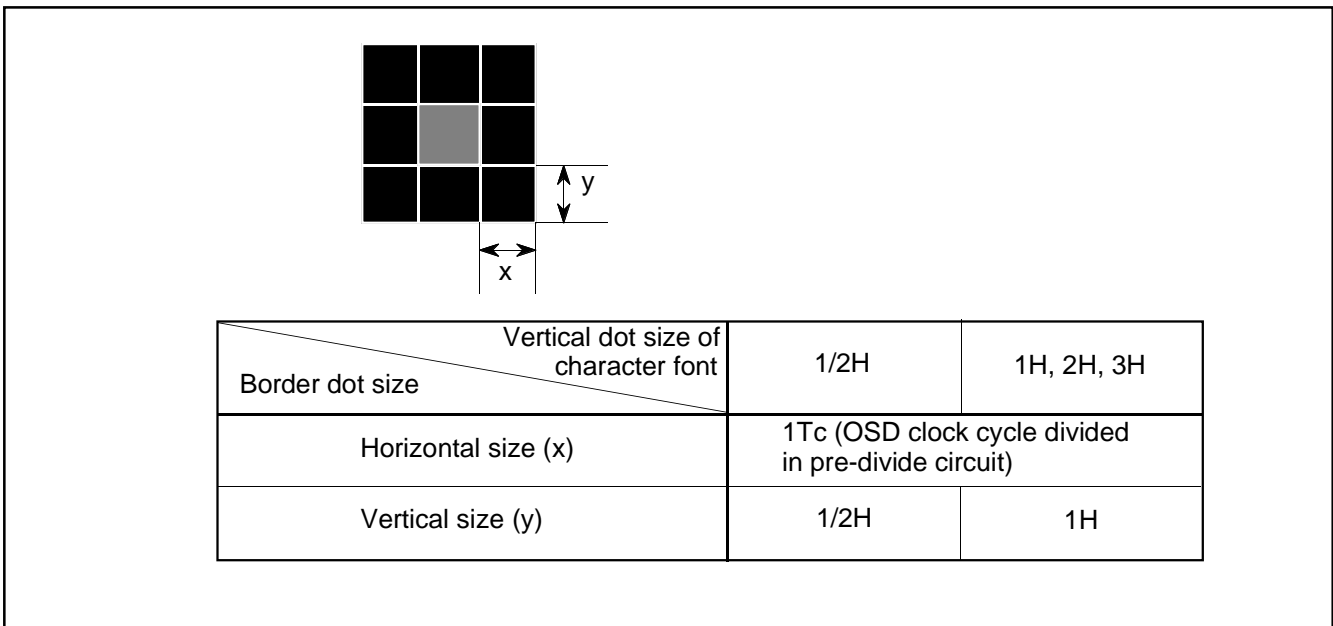 y
x
Vertical dot size of
character font
Border dot size
1/2H
1H, 2H, 3H
Horizontal size (x)
1Tc (OSD clock cycle divided
in pre-divide circuit)
Vertical size (y)
1/2H
1H